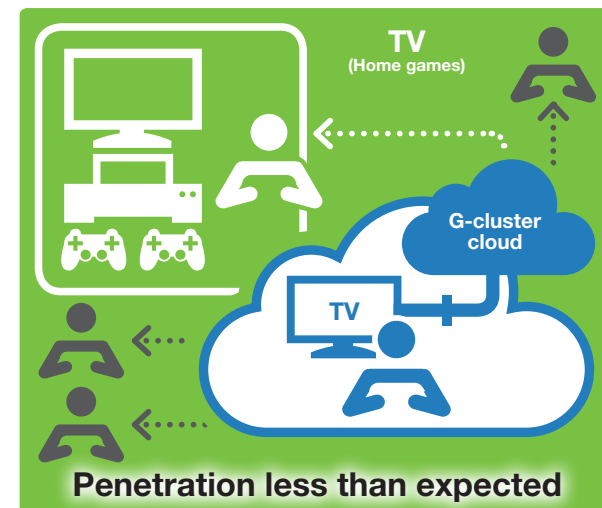 TV
(Home games)
G-cluster
cloud
TV
Penetration less than expected